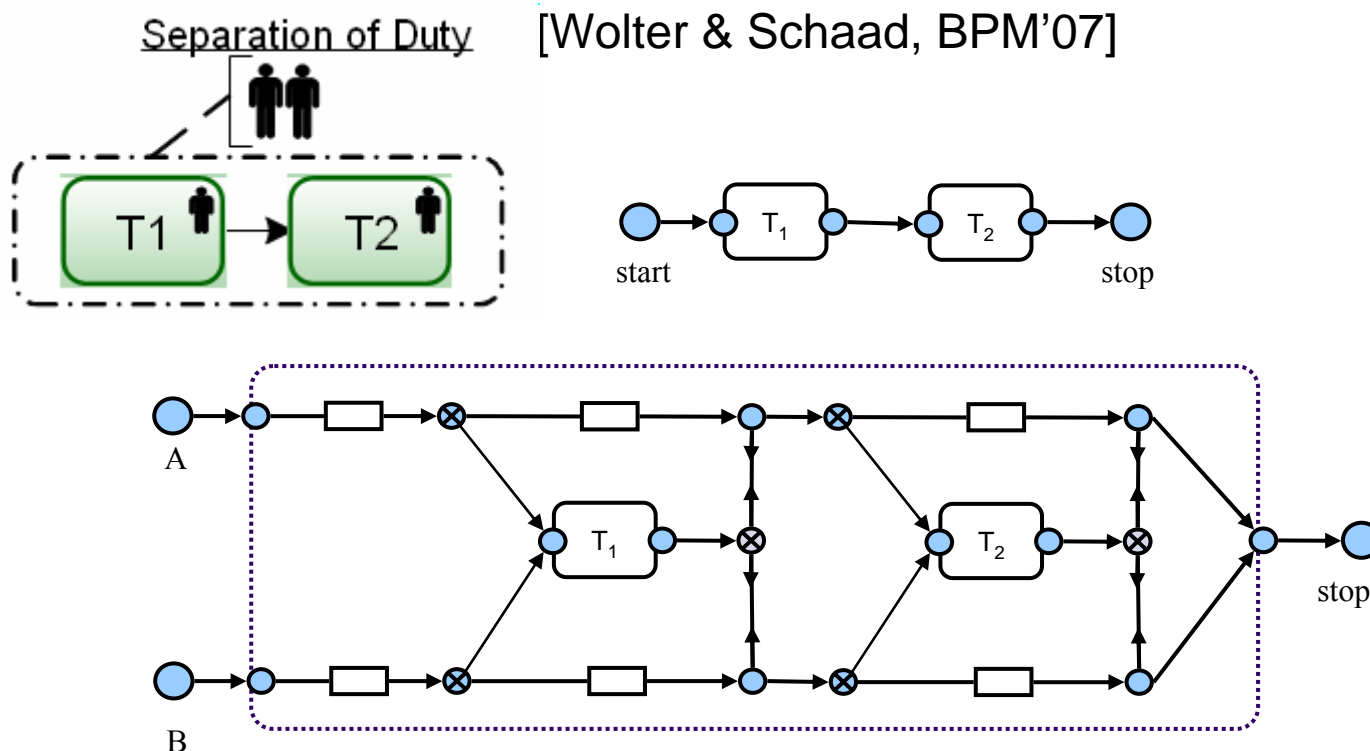 Separation of Duty
[Wolter & Schaad, BPM'07]
T1
T2
T1
T2
start
stop
A
T1
T2
stop
B